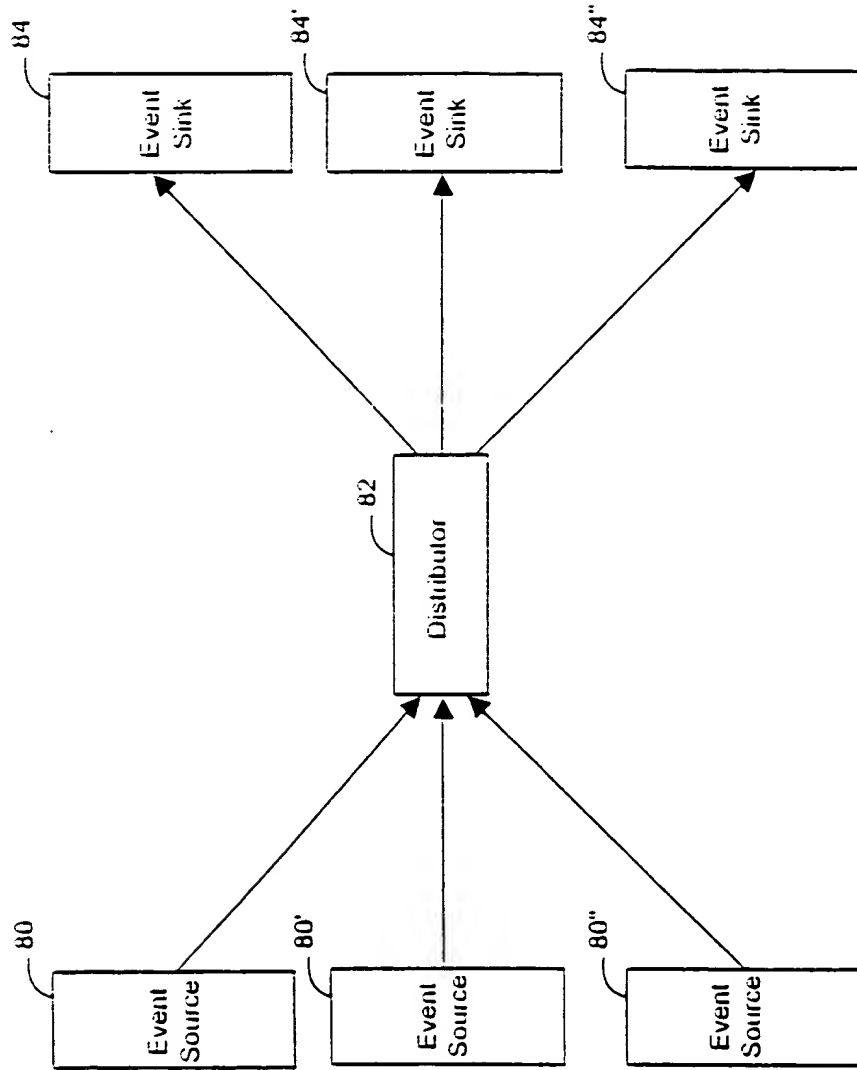 80
Event
Source
80'
Event
Source
80"
Event
Source
82
Distributor
84
Event
Sink
84'
Event
Sink
84"
Event
Sink